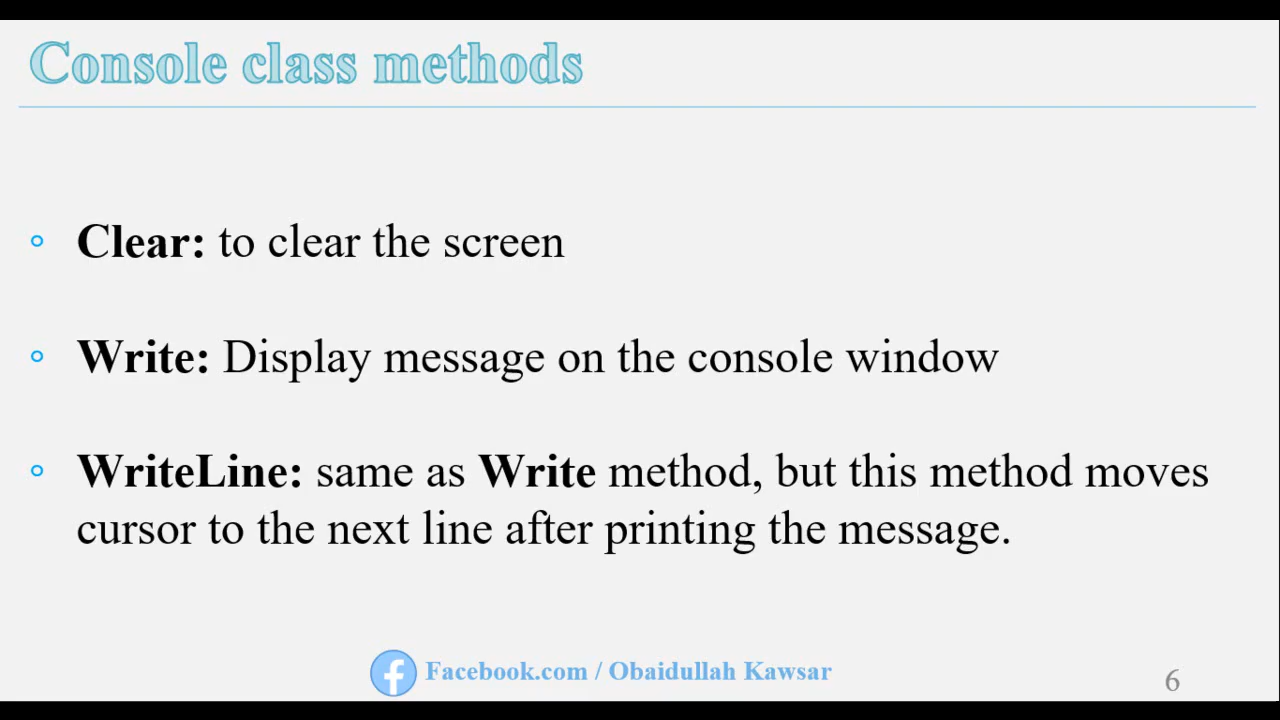 Console class methods
Clear: to clear the screen
Write: Display message on the console window
WriteLine: same as Write method, but this method moves
cursor to the next line after printing the message.
Facebook.com / Obaidullah Kawsar
6